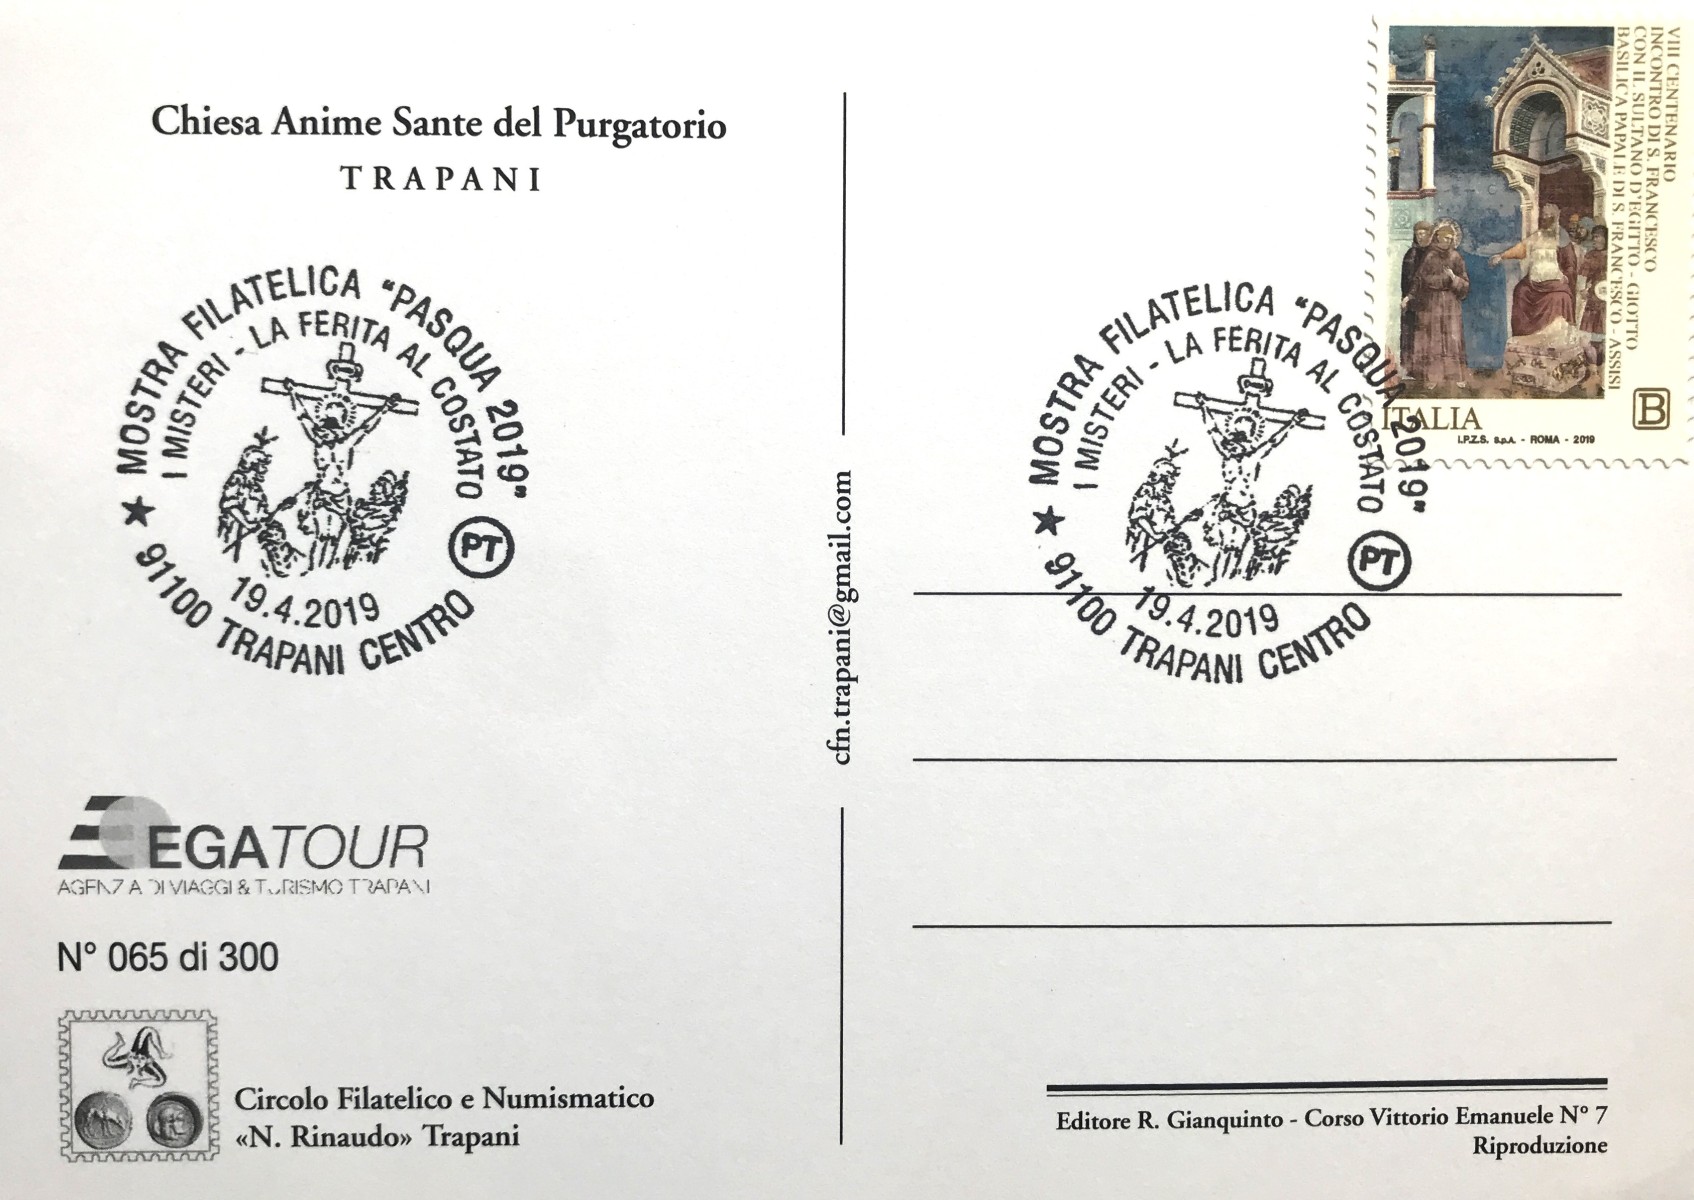 Chiesa Anime Sante del Purgatorio
TRAPANI
MOSTRA FILATELICA "PASQUA 2019"
I MISTERI - LA FERITA AL COSTATO
PT
19.4.2019
★ 91100 TRAPANI CENTRO
EGATOUR
AGENZIA DI VIAGGI & TURISMO TRAPANI
N° 065 di 300
Circolo Filatelico e Numismatico
«N. Rinaudo» Trapani
cfn.trapani@gmail.com
VIII CENTENARIO
INCONTRO DI S. FRANCESCO
CON IL SULTANO D'EGITTO - GIOTTO
BASILICA PAPALE DI S. FRANCESCO - ASSISI
ITALIA
B
I.P.Z.S. S.p.A. - ROMA - 2019
MOSTRA FILATELICA "PASQUA 2019"
I MISTERI - LA FERITA AL COSTATO
PT
19.4.2019
★ 91100 TRAPANI CENTRO
Editore R. Gianquinto - Corso Vittorio Emanuele N° 7
Riproduzione